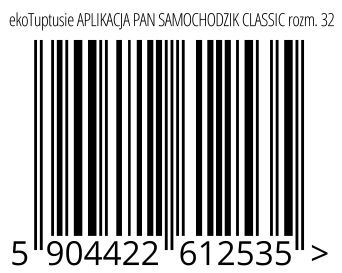 ekoTuptusie APLIKACJA PAN SAMOCHODZIK CLASSIC rozm. 32
5 904422 612535 >